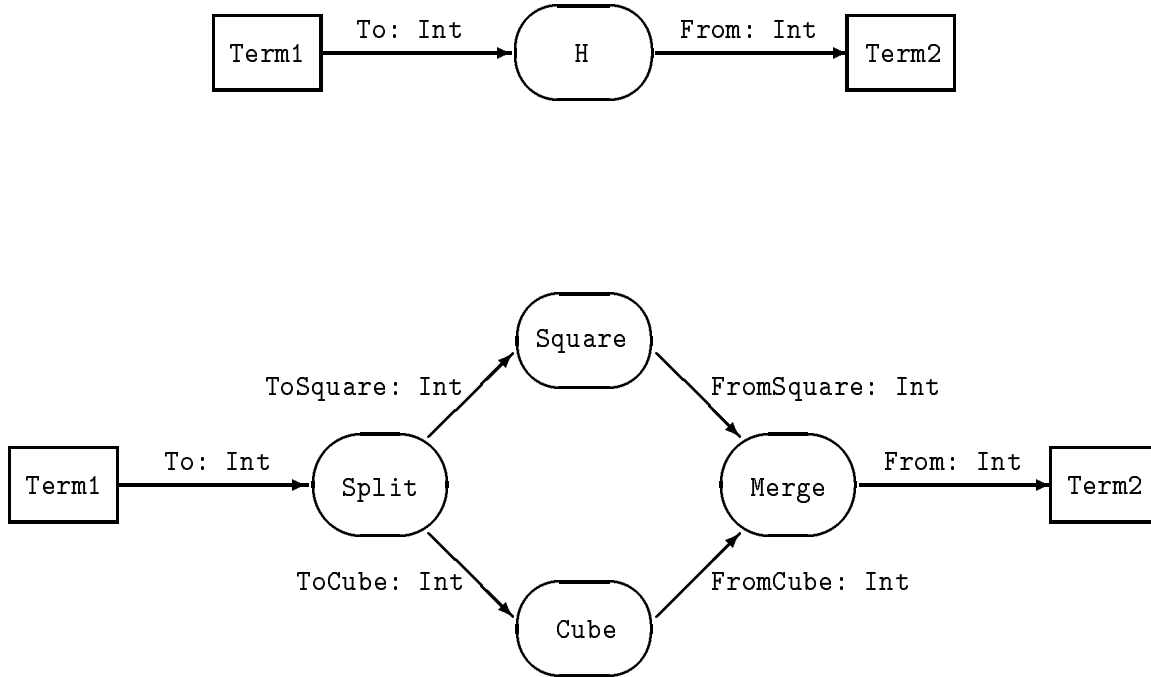 Term1
To: Int
H
From: Int
Term2
Square
ToSquare: Int
FromSquare: Int
Term1
To: Int
Split
Merge
From: Int
Term2
ToCube: Int
FromCube: Int
Cube